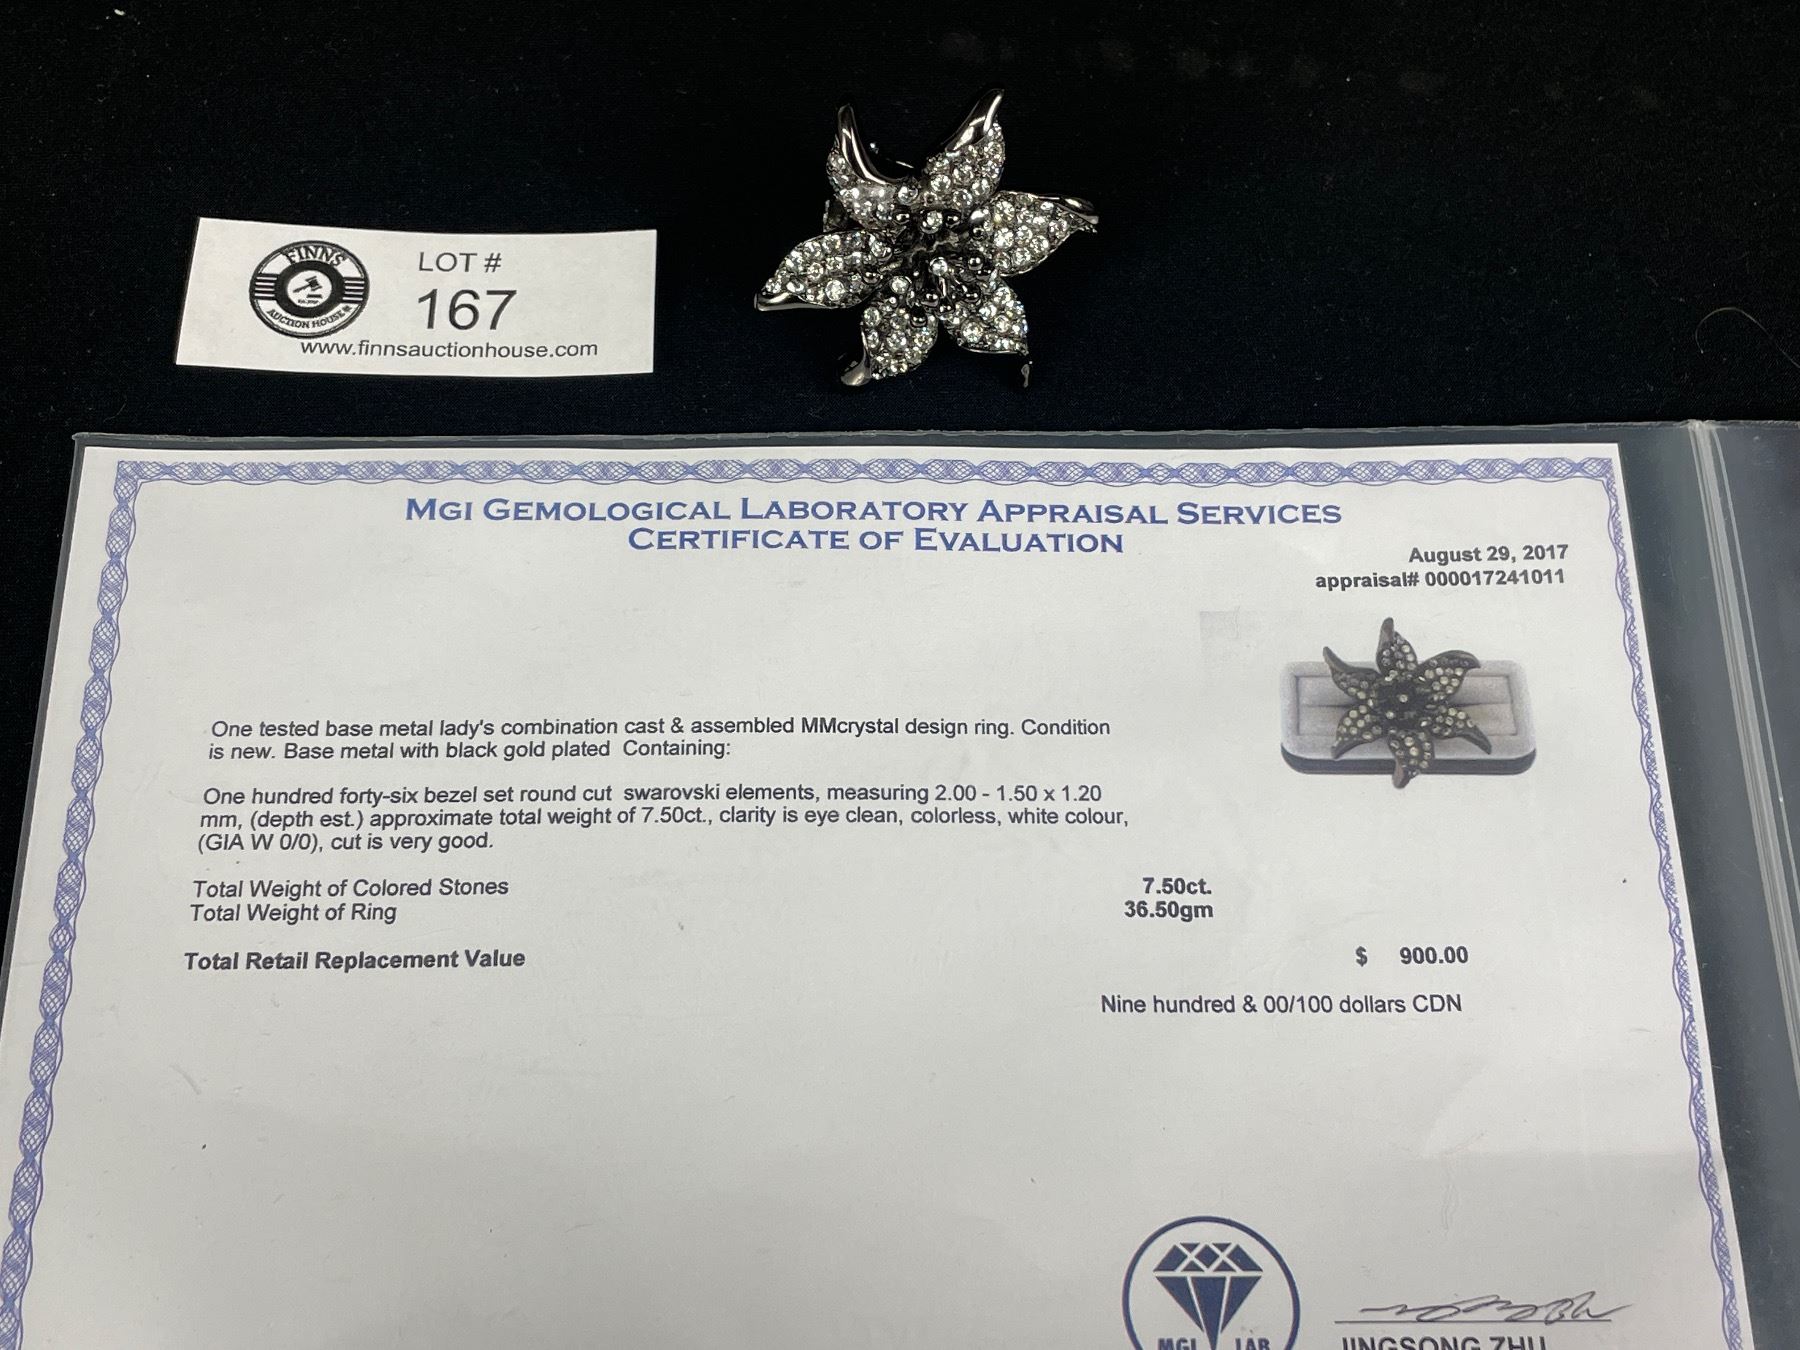 FINNS
AUCTION HOUSE
LOT #
167
www.finnsauctionhouse.com
MGI GEMOLOGICAL LABORATORY APPRAISAL SERVICES
CERTIFICATE OF EVALUATION
August 29, 2017
appraisal# 000017241011
One tested base metal lady's combination cast & assembled MMcrystal design ring. Condition
is new. Base metal with black gold plated Containing:
One hundred forty-six bezel set round cut swarovski elements, measuring 2.00 - 1.50 x 1.20
mm, (depth est.) approximate total weight of 7.50ct., clarity is eye clean, colorless, white colour,
(GIA W 0/0), cut is very good.
Total Weight of Colored Stones 7.50ct.
Total Weight of Ring 36.50gm
Total Retail Replacement Value $ 900.00
Nine hundred & 00/100 dollars CDN
MGI LAB
JINGSONG ZHU